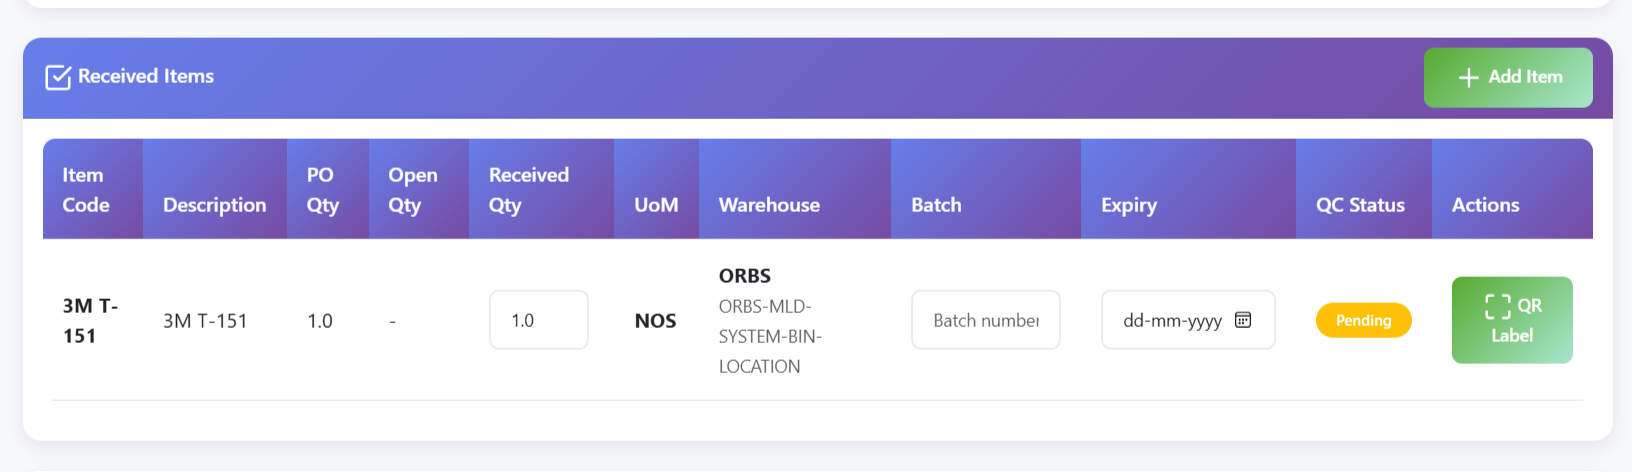 Received Items
Add Item
Item Code
Description
PO Qty
Open Qty
Received Qty
UoM
Warehouse
Batch
Expiry
QC Status
Actions
3M T-
151
3M T-151
1.0
-
1.0
NOS
ORBS
ORBS-MLD-
SYSTEM-BIN-
LOCATION
Batch number
dd-mm-yyyy
Pending
QR
Label